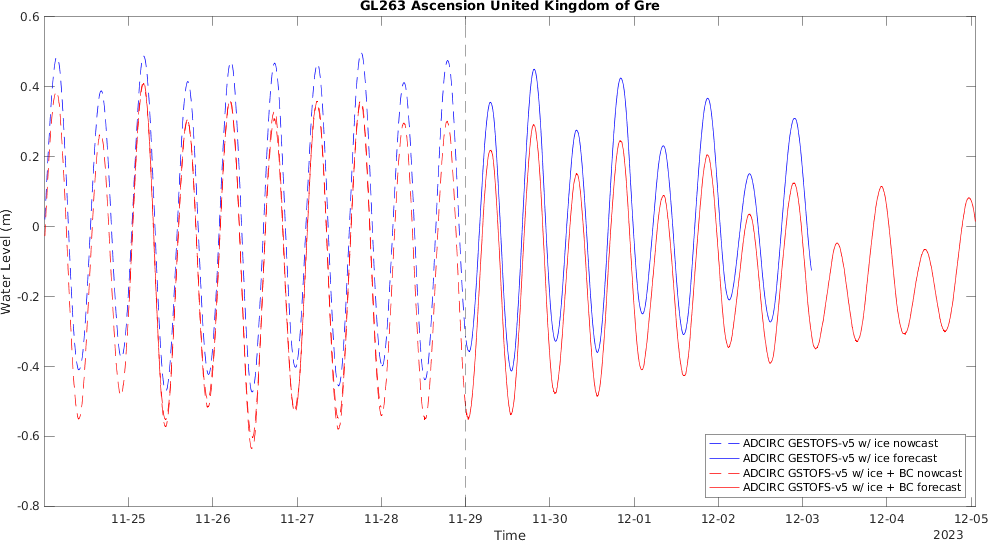 GL263 Ascension United Kingdom of Gre
0.6
0.4
0.2
0
-0.2
-0.4
-0.6
-0.8
Water Level (m)
ADCIRC GESTOFS-v5 w/ ice nowcast
ADCIRC GESTOFS-v5 w/ ice forecast
ADCIRC GSTOFS-v5 w/ ice + BC nowcast
ADCIRC GSTOFS-v5 w/ ice + BC forecast
11-25 11-26 11-27 11-28 11-29 11-30 12-01 12-02 12-03 12-04 12-05
Time 2023